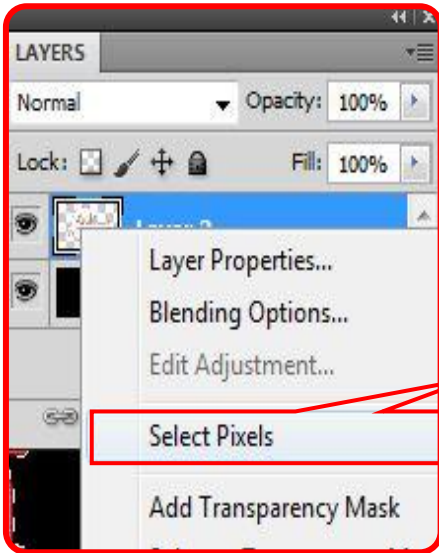 LAYERS
Normal Opacity: 100%
Lock: Fill: 100%
Layer Properties...
Blending Options...
Edit Adjustment...
Select Pixels
Add Transparency Mask